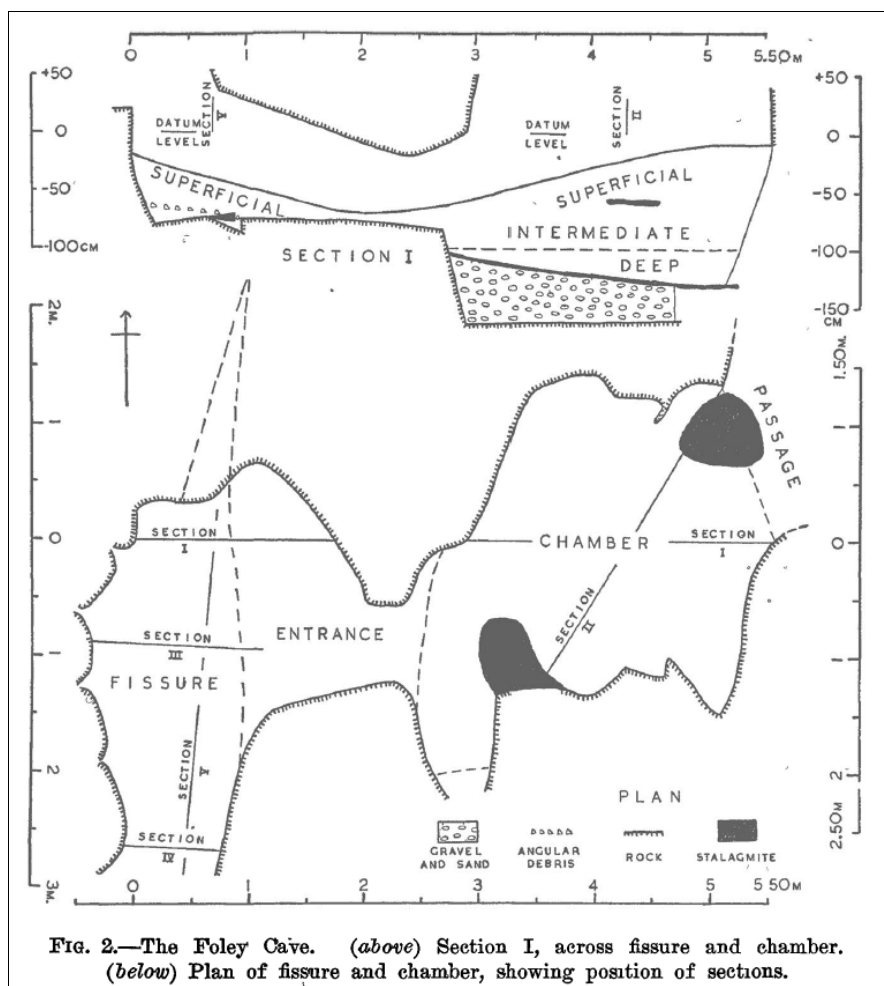 0 1 2 3 4 5 5.50M
+50 +50
SECTION V SECTION II
DATUM DATUM
0 LEVEL LEVEL 0
SUPERFICIAL SUPERFICIAL
-50 -50
INTERMEDIATE
-100CM SECTION I -100
DEEP
-150
CM
2M. 1.50M.
PASSAGE
1 1
SECTION SECTION
0 I CHAMBER I 0
SECTION II
ENTRANCE
SECTION
III
1 FISSURE 1
SECTION V
2 2
PLAN
SECTION
IV
GRAVEL ANGULAR ROCK STALAGMITE
AND SAND DEBRIS
2.50M
3M. 0 1 2 3 4 5 5.50M
FIG. 2.—The Foley Cave. (above) Section I, across fissure and chamber.
(below) Plan of fissure and chamber, showing position of sections.